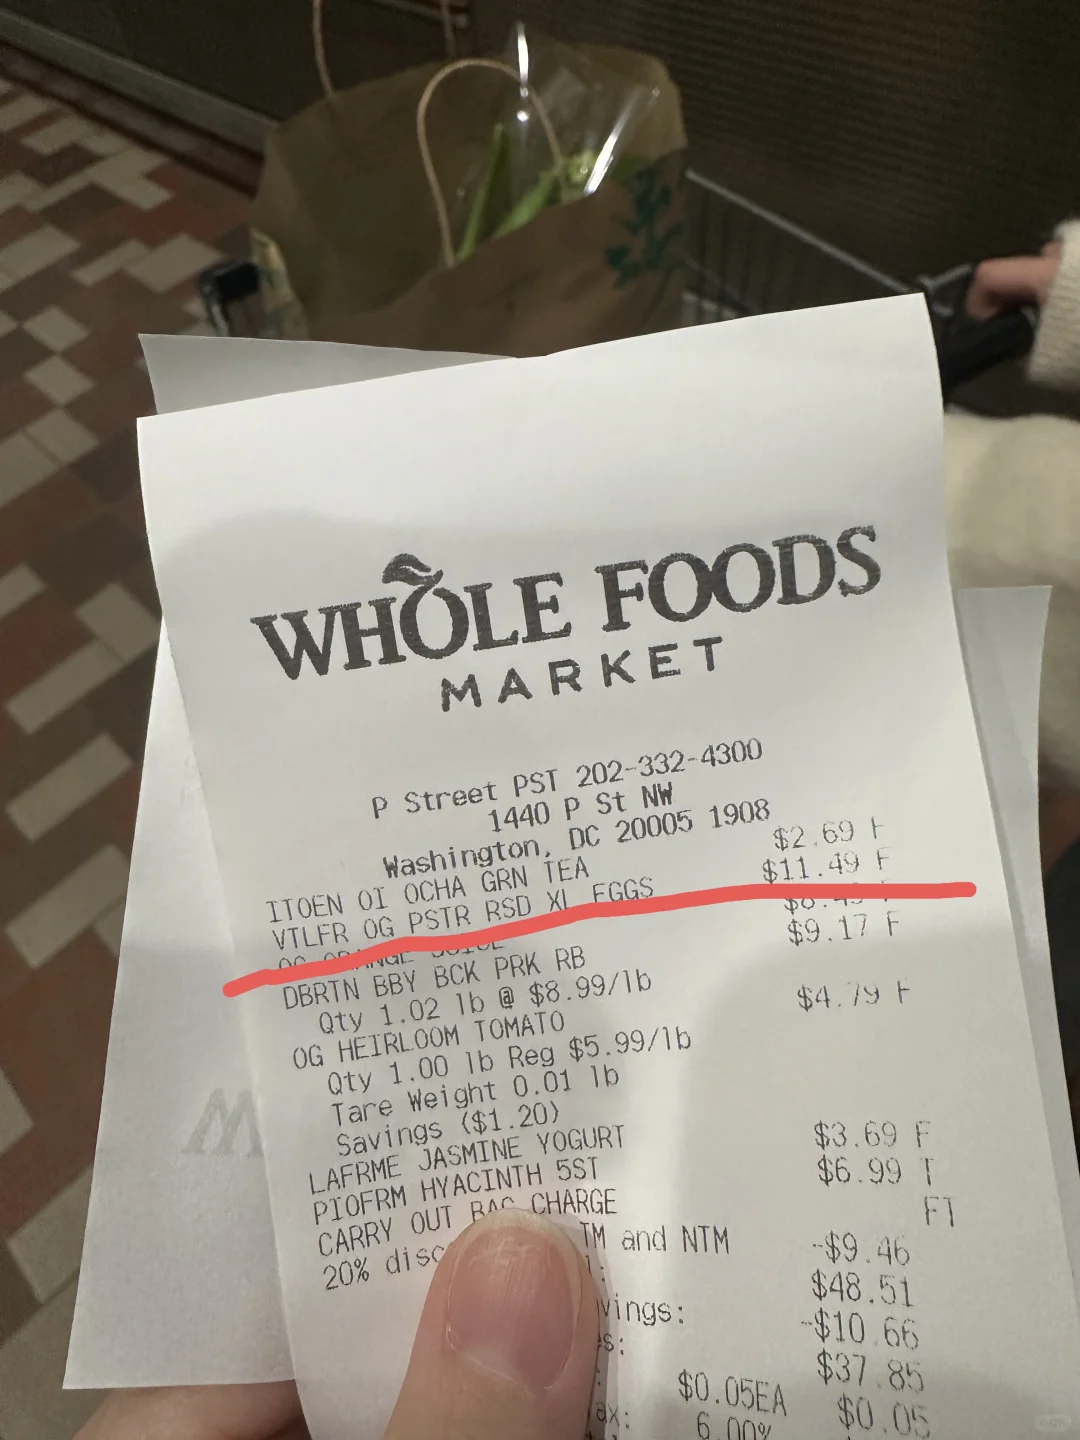 WHOLE FOODS
MARKET
P Street PST 202-332-4300
1440 P St NW
Washington, DC 20005 1908
ITOEN OI OCHA GRN TEA $2.69 F
VTLFR OG PSTR RSD XL EGGS $11.49 F
OG ORANGE JUICE
DBRTN BBY BCK PRK RB $9.17 F
Qty 1.02 lb @ $8.99/lb
OG HEIRLOOM TOMATO $4.79 F
Qty 1.00 lb Reg $5.99/lb
Tare Weight 0.01 lb
Savings ($1.20)
LAFRME JASMINE YOGURT $3.69 F
PIOFRM HYACINTH 5ST $6.99 T
CARRY OUT BAG CHARGE FT
20% TM and NTM -$9.46
$48.51
-$10.66
$37.85
$0.05EA $0.05
6.00%